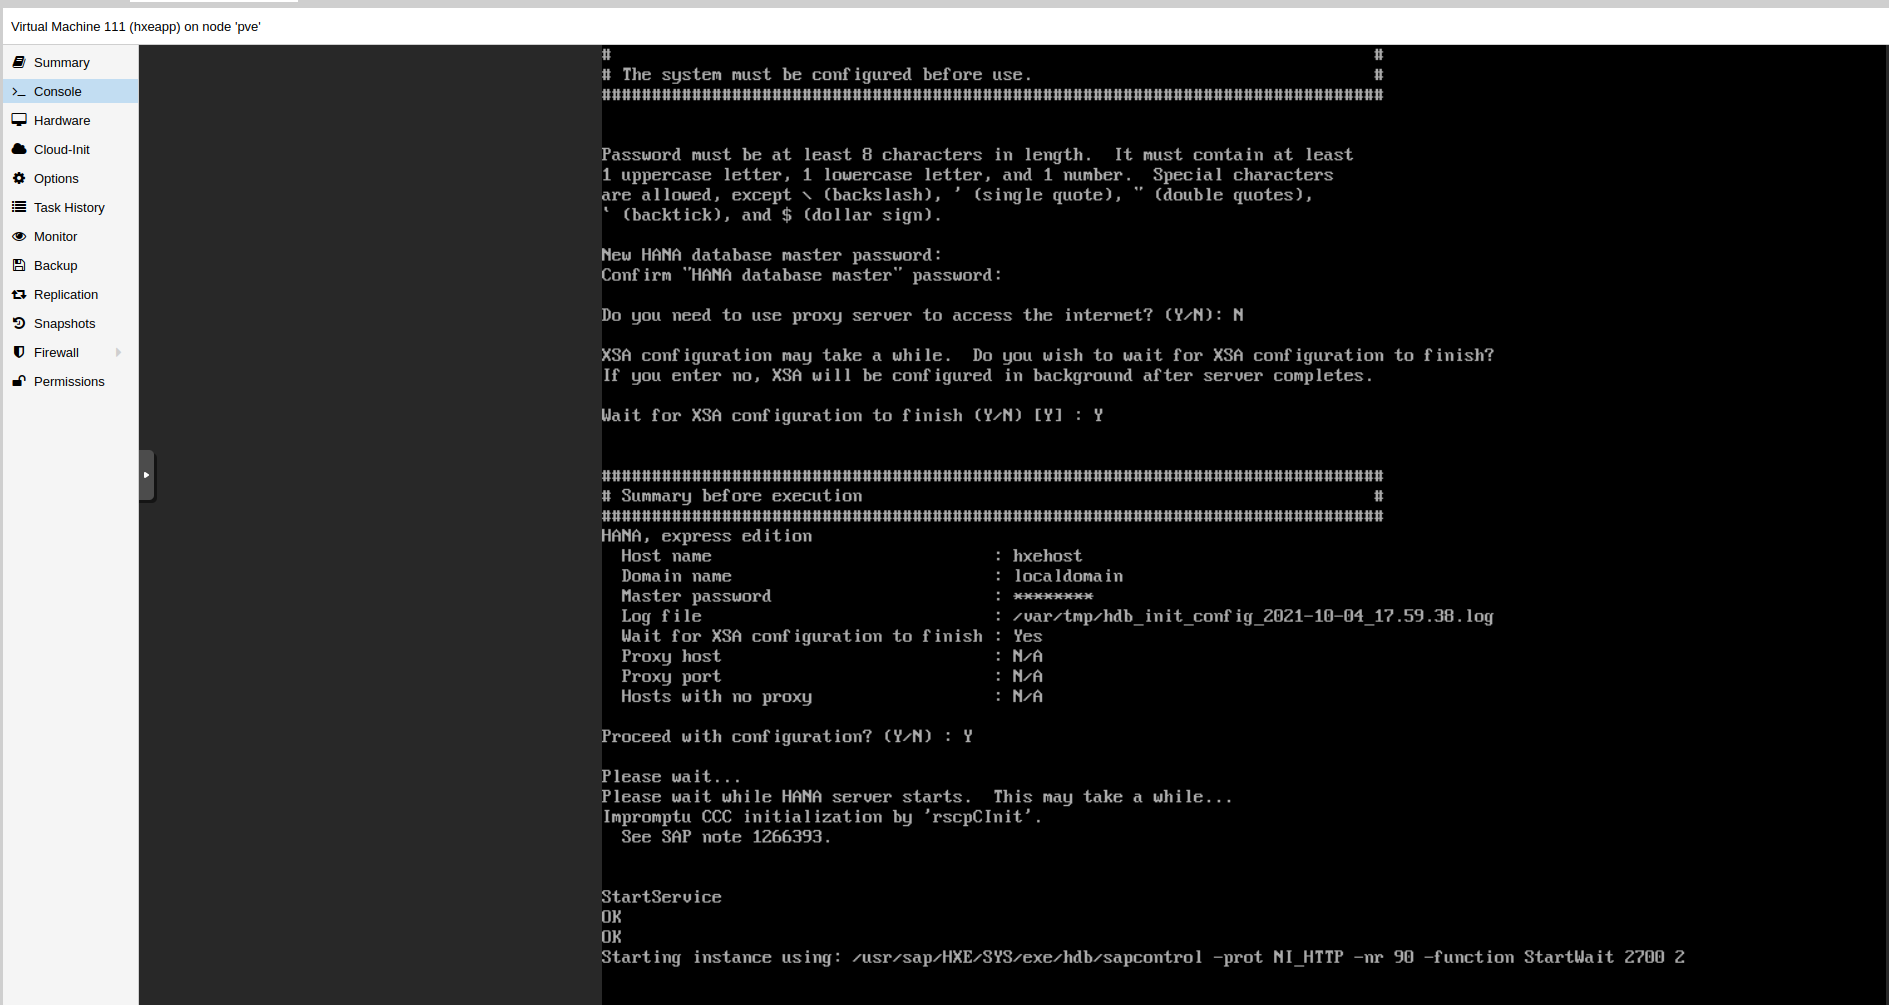 Virtual Machine 111 (hxeapp) on node 'pve'
Summary
Console
Hardware
Cloud-Init
Options
Task History
Monitor
Backup
Replication
Snapshots
Firewall
Permissions
#                                                                            #
# The system must be configured before use.                                  #
##############################################################################
Password must be at least 8 characters in length.  It must contain at least
1 uppercase letter, 1 lowercase letter, and 1 number.  Special characters
are allowed, except \ (backslash), ' (single quote), " (double quotes),
` (backtick), and $ (dollar sign).
New HANA database master password:
Confirm "HANA database master" password:
Do you need to use proxy server to access the internet? (Y/N): N
XSA configuration may take a while.  Do you wish to wait for XSA configuration to finish?
If you enter no, XSA will be configured in background after server completes.
Wait for XSA configuration to finish (Y/N) [Y] : Y
##############################################################################
# Summary before execution                                                   #
##############################################################################
HANA, express edition
  Host name                            : hxehost
  Domain name                          : localdomain
  Master password                      : ********
  Log file                             : /var/tmp/hdb_init_config_2021-10-04_17.59.38.log
  Wait for XSA configuration to finish : Yes
  Proxy host                           : N/A
  Proxy port                           : N/A
  Hosts with no proxy                  : N/A
Proceed with configuration? (Y/N) : Y
Please wait...
Please wait while HANA server starts.  This may take a while...
Impromptu CCC initialization by 'rscpCInit'.
  See SAP note 1266393.
StartService
OK
OK
Starting instance using: /usr/sap/HXE/SYS/exe/hdb/sapcontrol -prot NI_HTTP -nr 90 -function StartWait 2700 2